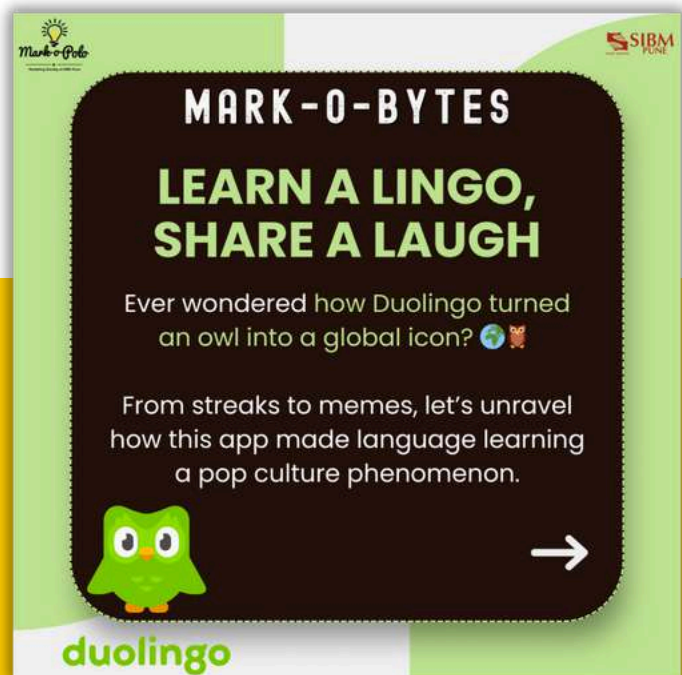 Mark-o-Polo
SIBM
PUNE
MARK-O-BYTES
LEARN A LINGO,
SHARE A LAUGH
Ever wondered how Duolingo turned
an owl into a global icon? 🌍🦉
From streaks to memes, let’s unravel
how this app made language learning
a pop culture phenomenon.
→
duolingo